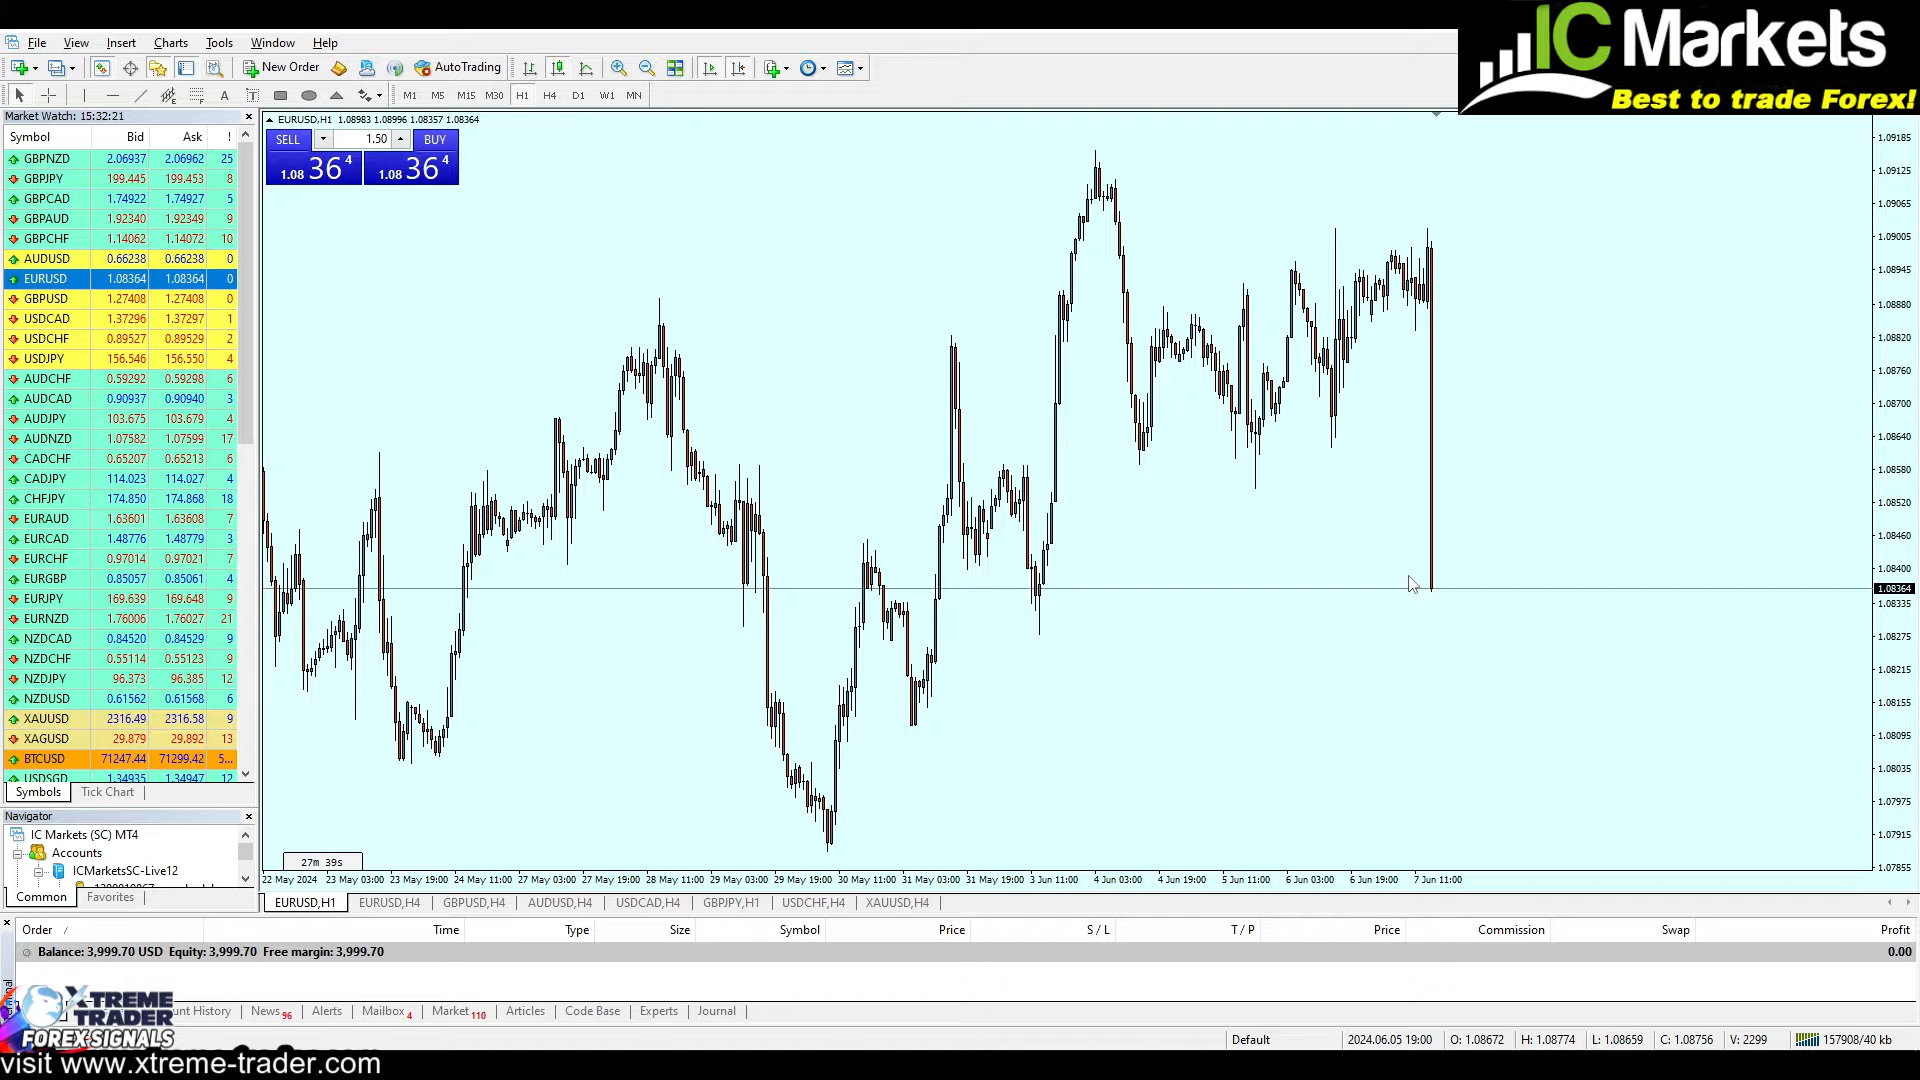 IC Markets
Best to trade Forex!
File View Insert Charts Tools Window Help
New Order AutoTrading
A T M1 M5 M15 M30 H1 H4 D1 W1 MN
Market Watch: 15:32:21
Symbol Bid Ask !
GBPNZD 2.06937 2.06962 25
GBPJPY 199.445 199.453 8
GBPCAD 1.74922 1.74927 5
GBPAUD 1.92340 1.92349 9
GBPCHF 1.14062 1.14072 10
AUDUSD 0.66238 0.66238 0
EURUSD 1.08364 1.08364 0
GBPUSD 1.27408 1.27408 0
USDCAD 1.37296 1.37297 1
USDCHF 0.89527 0.89529 2
USDJPY 156.546 156.550 4
AUDCHF 0.59292 0.59298 6
AUDCAD 0.90937 0.90940 3
AUDJPY 103.675 103.679 4
AUDNZD 1.07582 1.07599 17
CADCHF 0.65207 0.65213 6
CADJPY 114.023 114.027 4
CHFJPY 174.850 174.868 18
EURAUD 1.63601 1.63608 7
EURCAD 1.48776 1.48779 3
EURCHF 0.97014 0.97021 7
EURGBP 0.85057 0.85061 4
EURJPY 169.639 169.648 9
EURNZD 1.76006 1.76027 21
NZDCAD 0.84520 0.84529 9
NZDCHF 0.55114 0.55123 9
NZDJPY 96.373 96.385 12
NZDUSD 0.61562 0.61568 6
XAUUSD 2316.49 2316.58 9
XAGUSD 29.879 29.892 13
BTCUSD 71247.44 71299.42 5...
USDSGD 1.34935 1.34947 12
Symbols Tick Chart
Navigator
IC Markets (SC) MT4
Accounts
ICMarketsSC-Live12
Common Favorites
EURUSD,H1 1.08983 1.08996 1.08357 1.08364
SELL 1.50 BUY
1.08 36 4 1.08 36 4
1.09185
1.09125
1.09065
1.09005
1.08945
1.08880
1.08820
1.08760
1.08700
1.08640
1.08580
1.08520
1.08460
1.08400
1.08364
1.08335
1.08275
1.08215
1.08155
1.08095
1.08035
1.07975
1.07915
1.07855
27m 39s
22 May 2024 23 May 03:00 23 May 19:00 24 May 11:00 27 May 03:00 27 May 19:00 28 May 11:00 29 May 03:00 29 May 19:00 30 May 11:00 31 May 03:00 31 May 19:00 3 Jun 11:00 4 Jun 03:00 4 Jun 19:00 5 Jun 11:00 6 Jun 03:00 6 Jun 19:00 7 Jun 11:00
EURUSD,H1 EURUSD,H4 GBPUSD,H4 AUDUSD,H4 USDCAD,H4 GBPJPY,H1 USDCHF,H4 XAUUSD,H4
Order / Time Type Size Symbol Price S / L T / P Price Commission Swap Profit
Balance: 3,999.70 USD Equity: 3,999.70 Free margin: 3,999.70 0.00
News 96 Alerts Mailbox 4 Market 110 Articles Code Base Experts Journal
History
XTREME
TRADER
FOREX SIGNALS
Default 2024.06.05 19:00 O: 1.08672 H: 1.08774 L: 1.08659 C: 1.08756 V: 2299 157908/40 kb
visit www.xtreme-trader.com